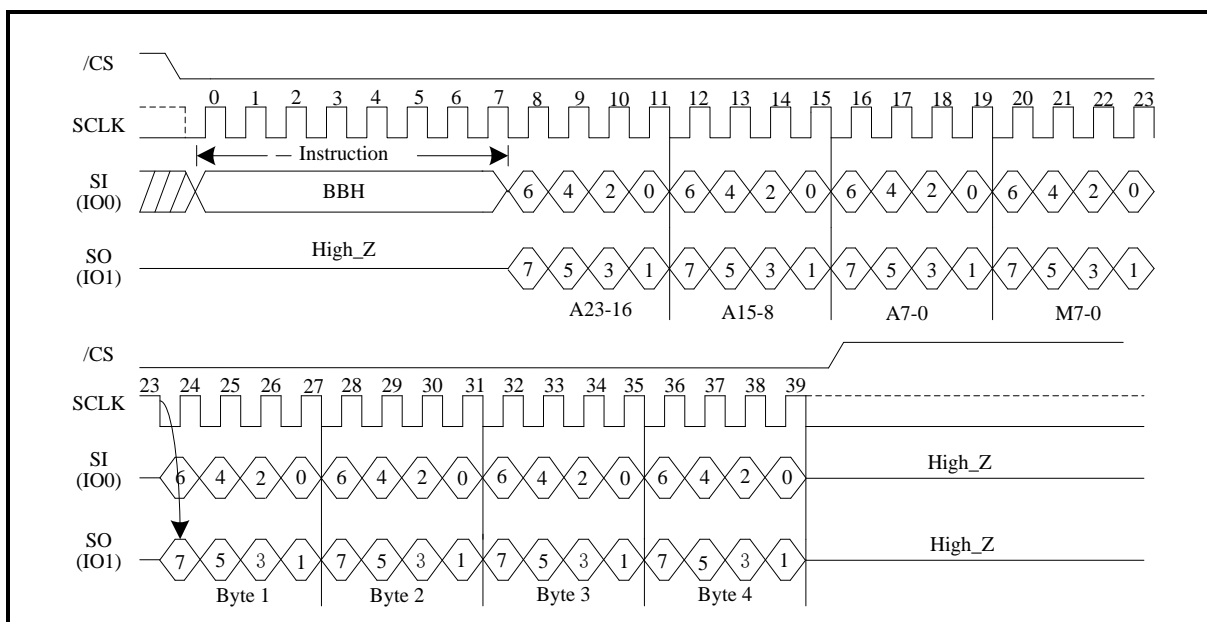 /CS
0 1 2 3 4 5 6 7 8 9 10 11 12 13 14 15 16 17 18 19 20 21 22 23
SCLK
Instruction
SI
(IO0)
BBH
6 4 2 0 6 4 2 0 6 4 2 0 6 4 2 0
SO
(IO1)
High_Z
7 5 3 1 7 5 3 1 7 5 3 1 7 5 3 1
A23-16 A15-8 A7-0 M7-0
/CS
23 24 25 26 27 28 29 30 31 32 33 34 35 36 37 38 39
SCLK
SI
(IO0)
6 4 2 0 6 4 2 0 6 4 2 0 6 4 2 0
High_Z
SO
(IO1)
7 5 3 1 7 5 3 1 7 5 3 1 7 5 3 1
High_Z
Byte 1 Byte 2 Byte 3 Byte 4